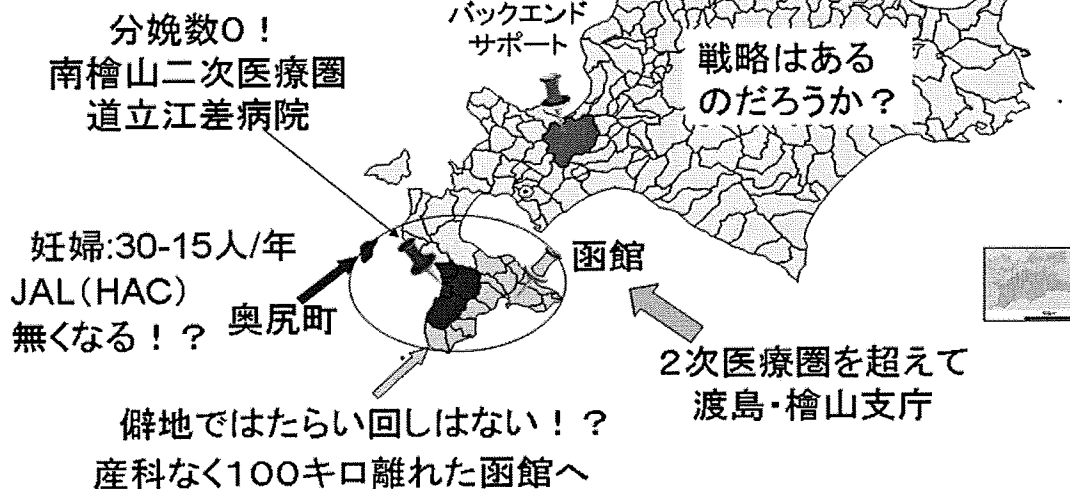 分娩数0！
南檜山二次医療圏
道立江差病院
バックエンド
サポート
戦略はある
のだろうか？
妊婦:30-15人/年
JAL(HAC)
無くなる！？
奥尻町
函館
2次医療圏を超えて
渡島・檜山支庁
僻地ではたらい回しはない！？
産科なく100キロ離れた函館へ